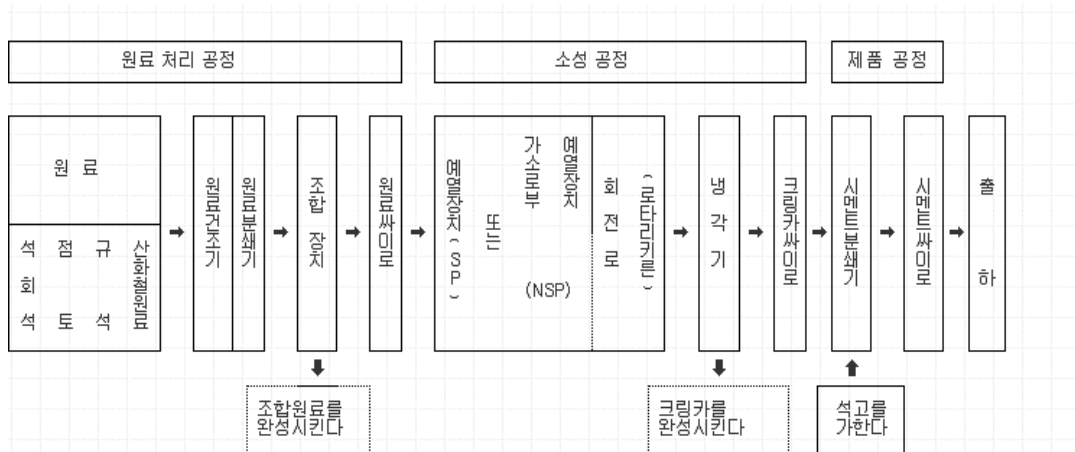 원료 처리 공정
소성 공정
제품 공정
원 료
석회석
점토
규석
산화철원료
원료건조기
원료분쇄기
조합 장치
원료싸이로
예열장치(SP)
또는
가소로부
예열장치
(NSP)
회전로
(로타리키른)
냉각기
크링카싸이로
시멘트분쇄기
시멘트싸이로
출하
조합원료를
완성시킨다
크링카를
완성시킨다
석고를
가한다